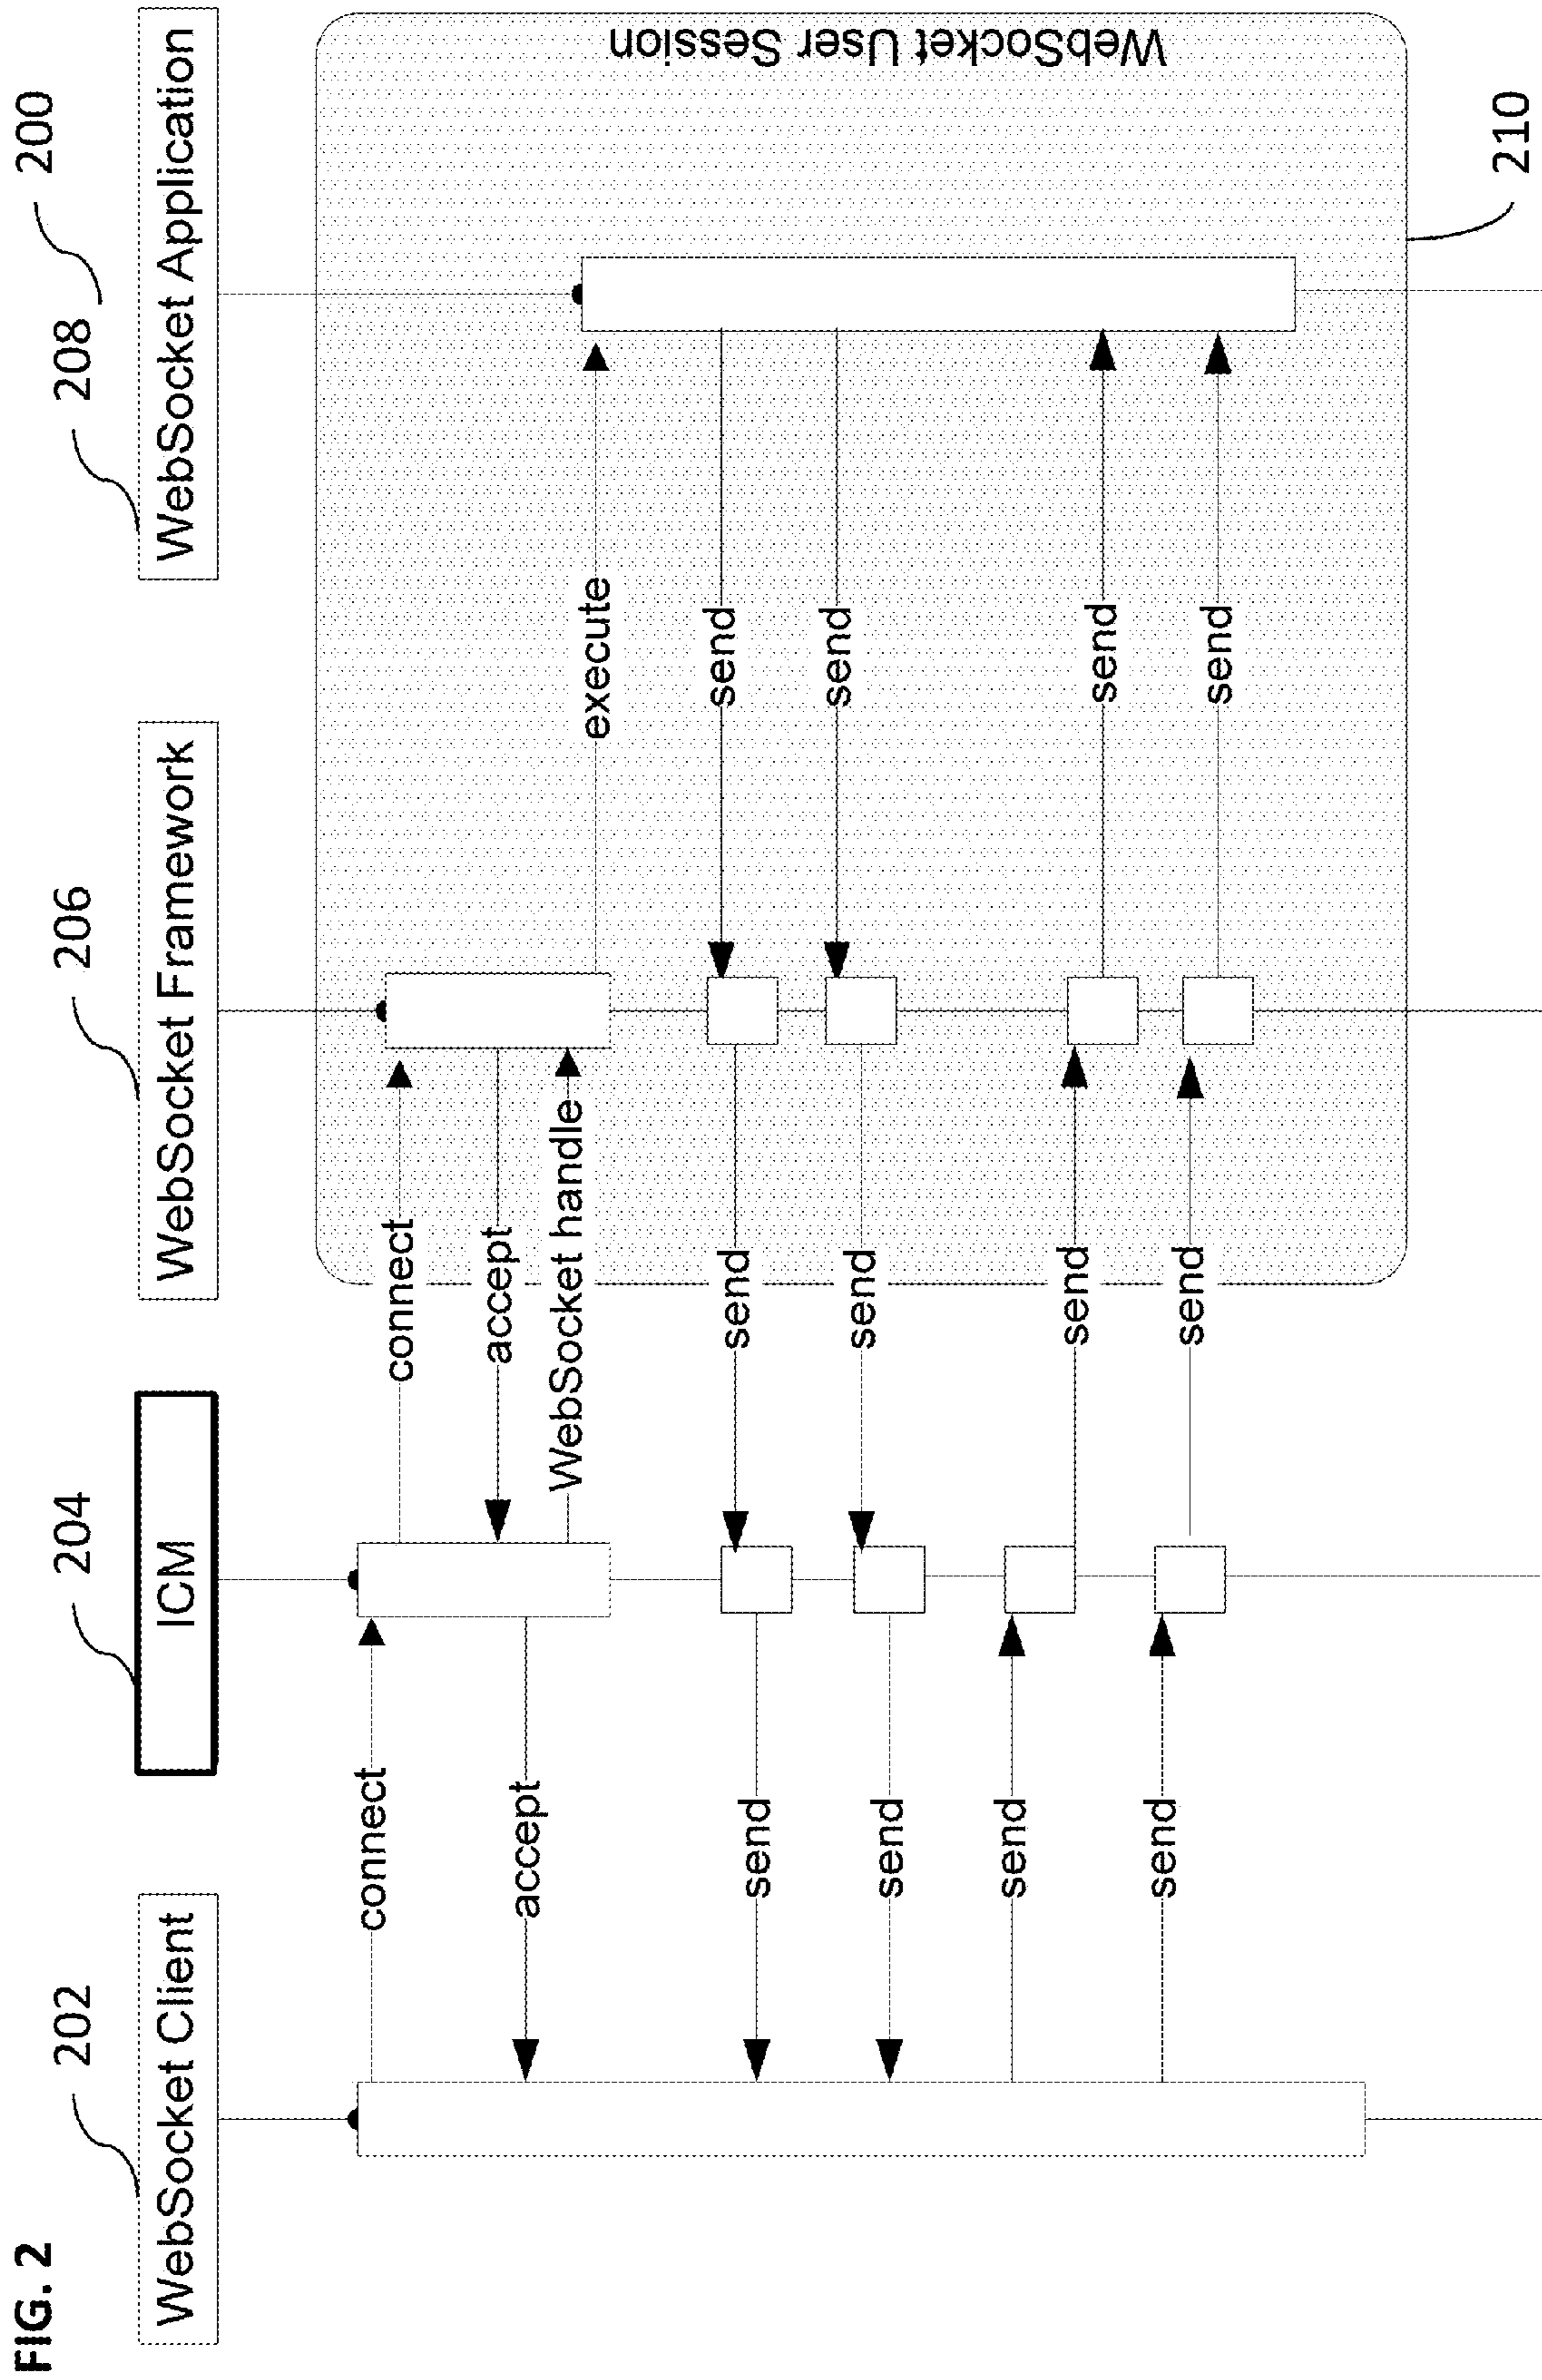 FIG. 2
200
202
204
206
208
WebSocket Client
ICM
WebSocket Framework
WebSocket Application
connect
connect
accept
accept
WebSocket handle
execute
send
send
send
send
send
send
send
send
send
send
send
send
WebSocket User Session
210